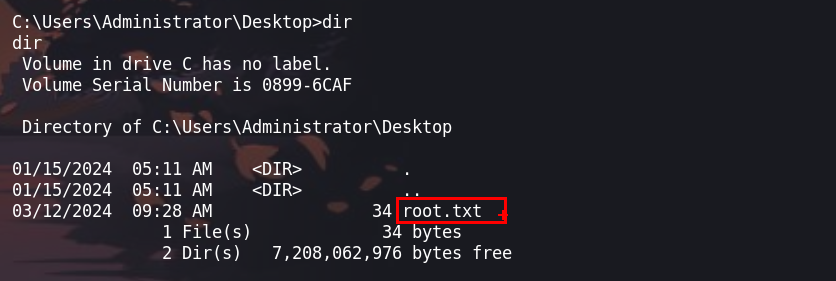 C:\Users\Administrator\Desktop>dir
dir
 Volume in drive C has no label.
 Volume Serial Number is 0899-6CAF
 Directory of C:\Users\Administrator\Desktop
01/15/2024  05:11 AM    <DIR>          .
01/15/2024  05:11 AM    <DIR>          ..
03/12/2024  09:28 AM                34 root.txt
               1 File(s)             34 bytes
               2 Dir(s)   7,208,062,976 bytes free